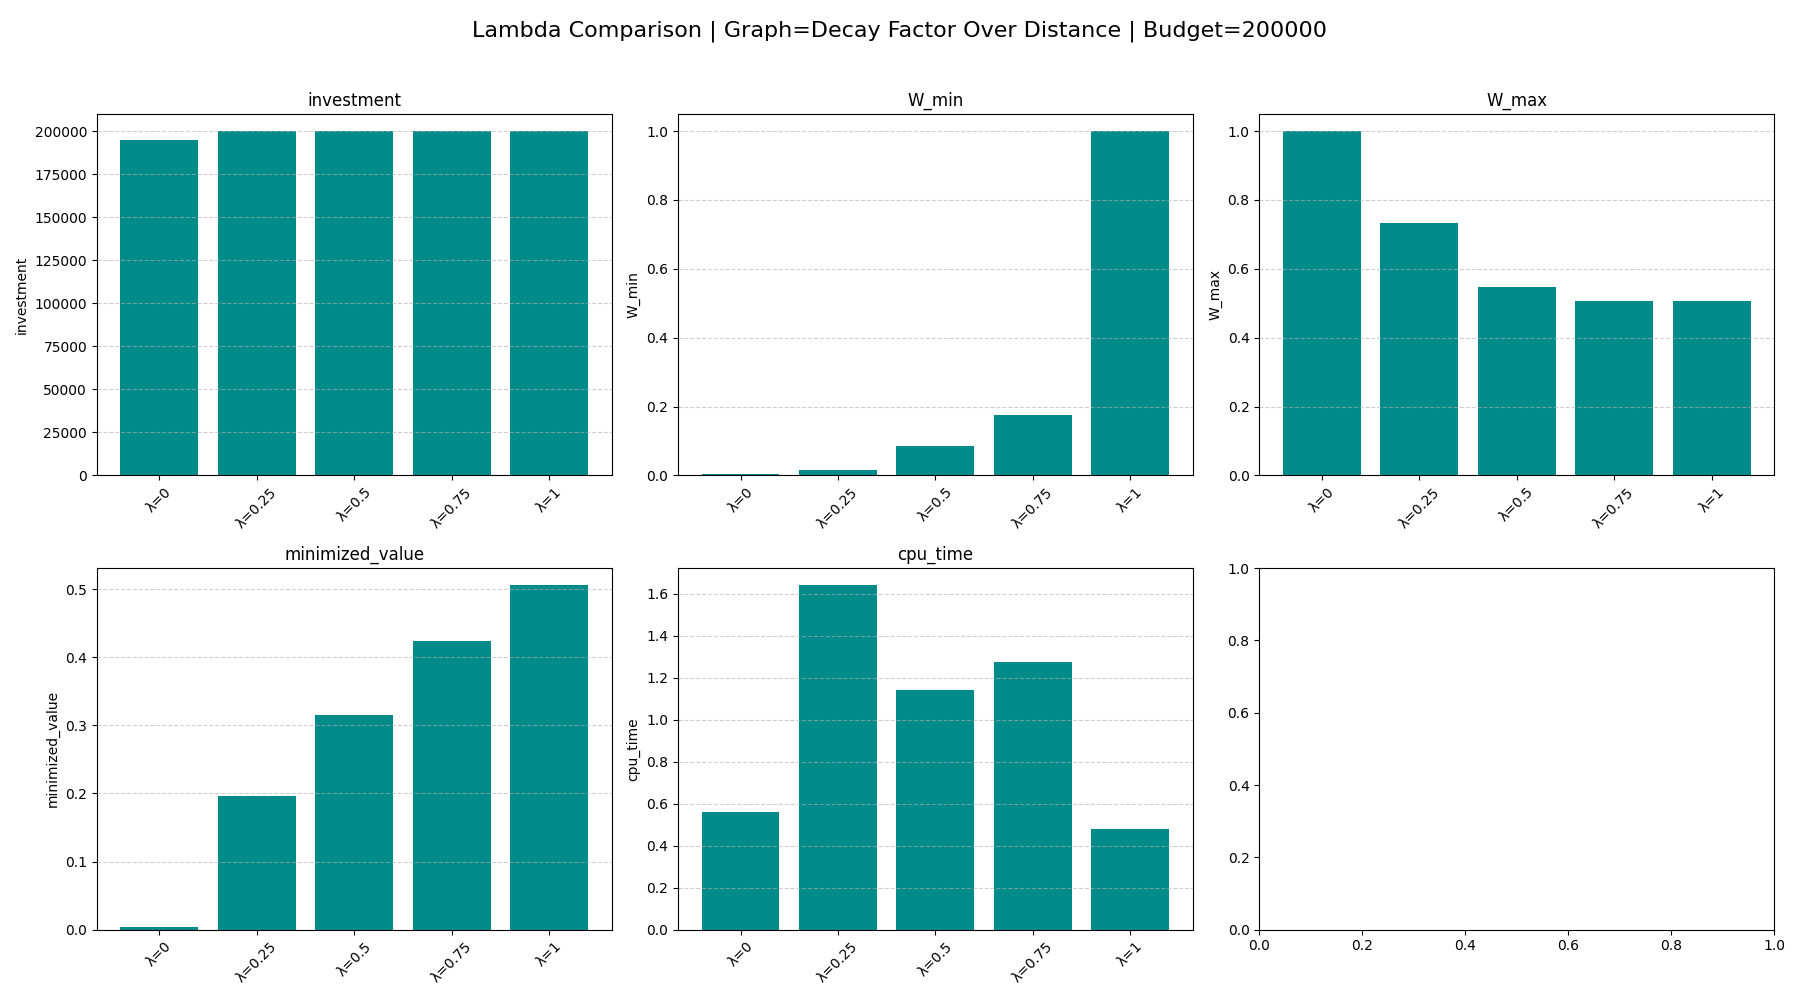 Lambda Comparison | Graph=Decay Factor Over Distance | Budget=200000
investment
200000
175000
150000
125000
100000
75000
50000
25000
0
investment
λ=0
λ=0.25
λ=0.5
λ=0.75
λ=1
W_min
1.0
0.8
0.6
0.4
0.2
0.0
W_min
λ=0
λ=0.25
λ=0.5
λ=0.75
λ=1
W_max
1.0
0.8
0.6
0.4
0.2
0.0
W_max
λ=0
λ=0.25
λ=0.5
λ=0.75
λ=1
minimized_value
0.5
0.4
0.3
0.2
0.1
0.0
minimized_value
λ=0
λ=0.25
λ=0.5
λ=0.75
λ=1
cpu_time
1.6
1.4
1.2
1.0
0.8
0.6
0.4
0.2
0.0
cpu_time
λ=0
λ=0.25
λ=0.5
λ=0.75
λ=1
1.0
0.8
0.6
0.4
0.2
0.0
0.0 0.2 0.4 0.6 0.8 1.0